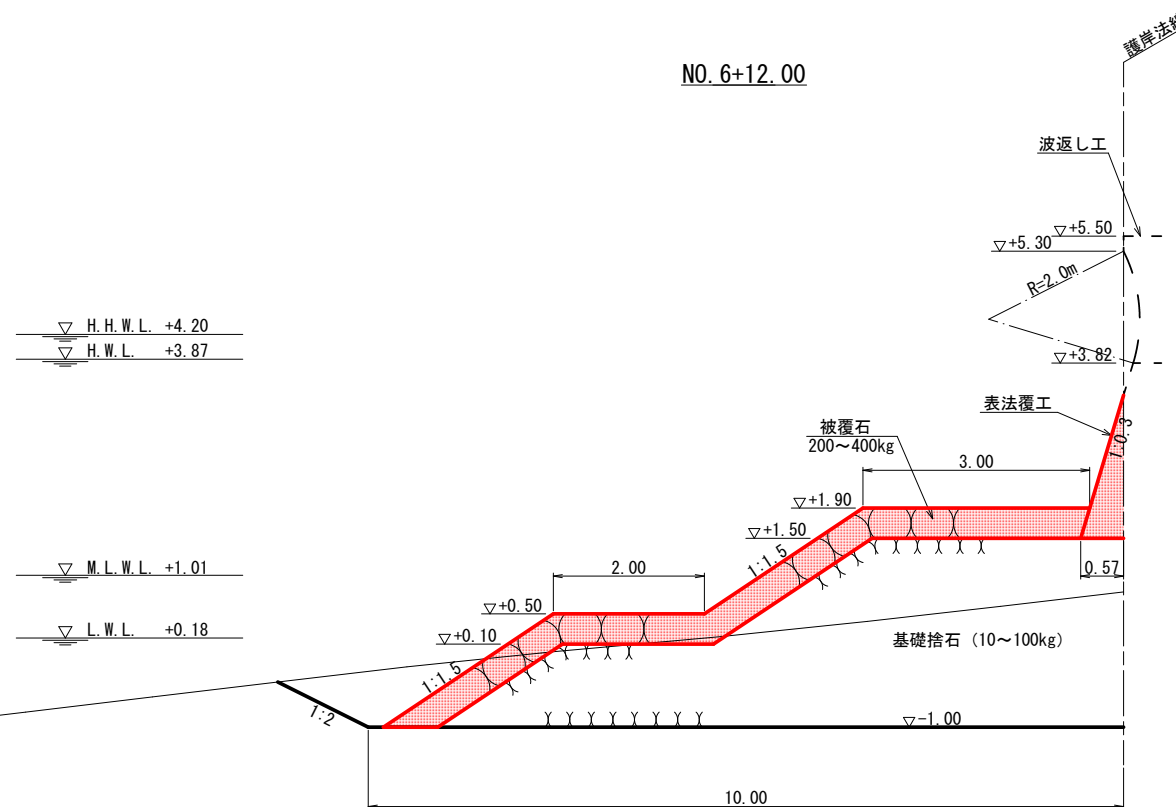 護岸法線
NO.6+12.00
波返し工
▽+5.50
▽+5.30
R=2.0m
▽ H.H.W.L. +4.20
▽ H.W.L. +3.87
▽+3.82
表法覆工
1:0.3
被覆石
200～400kg
3.00
▽+1.90
▽+1.50
1:1.5
▽ M.L.W.L. +1.01
2.00
0.57
▽+0.50
▽ L.W.L. +0.18
▽+0.10
基礎捨石 (10～100kg)
1:1.5
1:2
▽-1.00
10.00